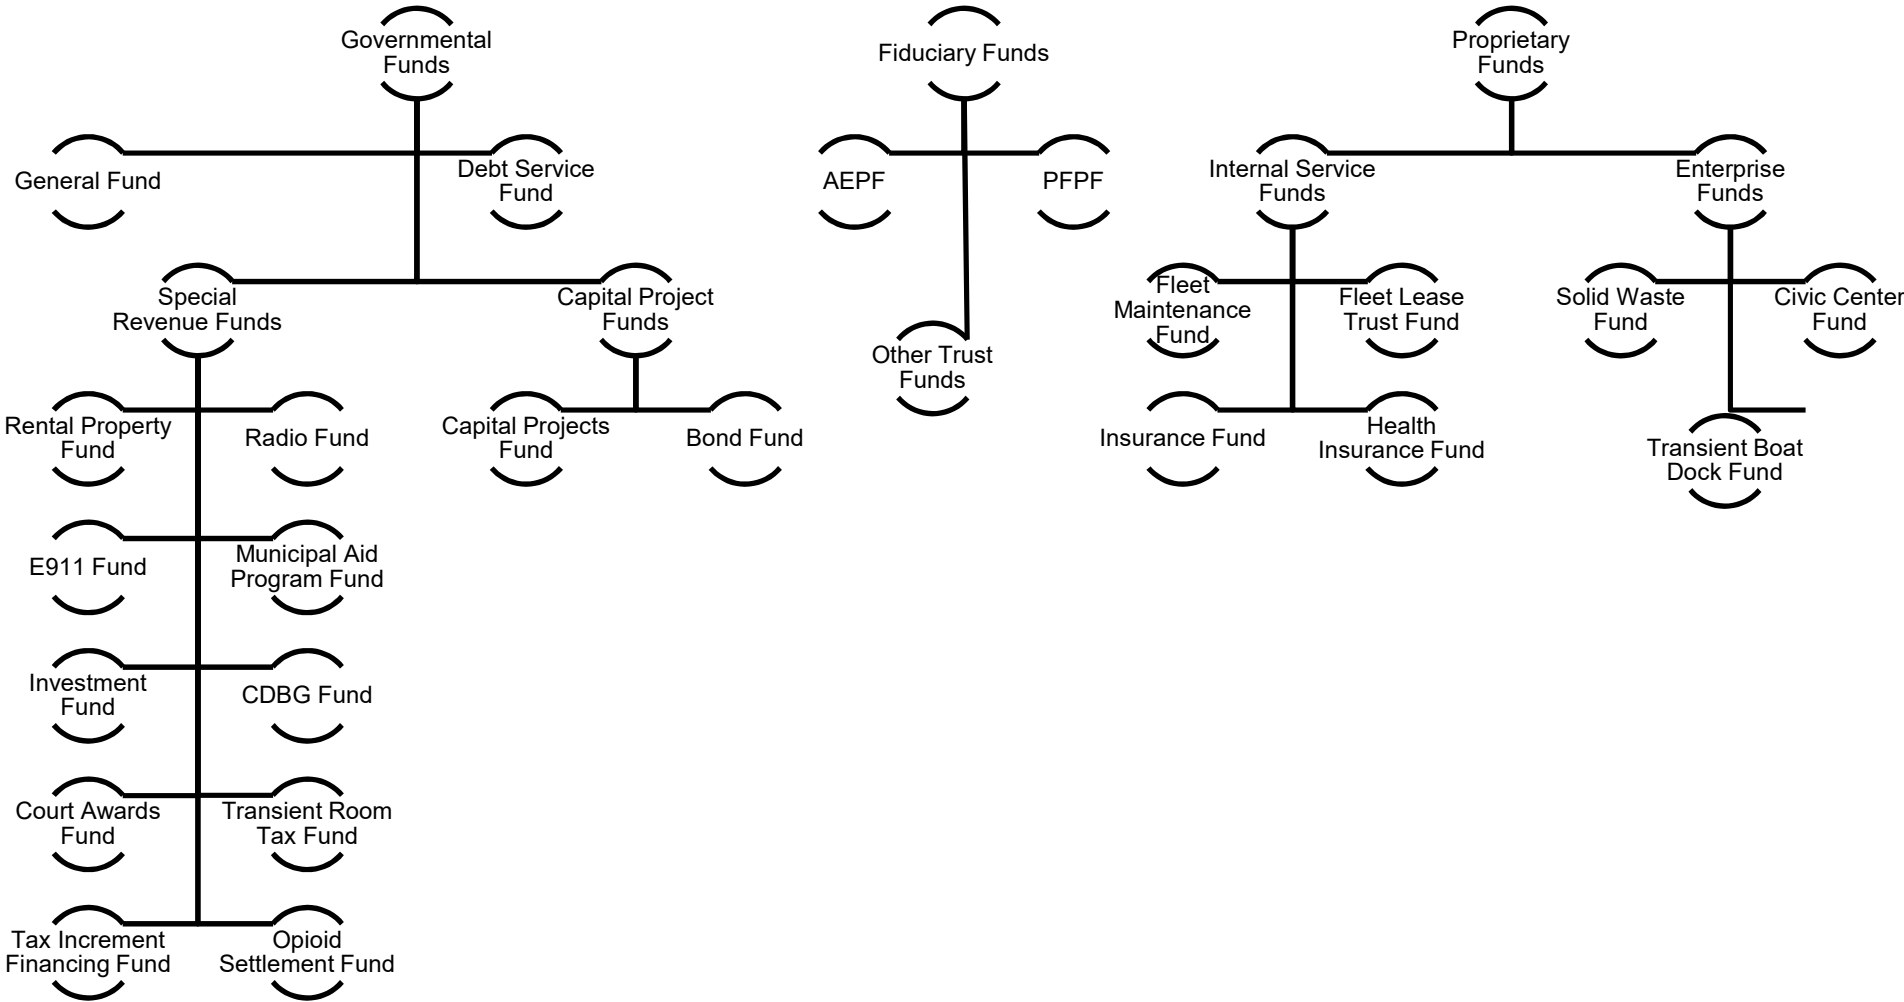 Governmental
Funds
Fiduciary Funds
Proprietary
Funds
General Fund
Debt Service
Fund
AEPF
PFPF
Internal Service
Funds
Enterprise
Funds
Special
Revenue Funds
Capital Project
Funds
Other Trust
Funds
Fleet
Maintenance
Fund
Fleet Lease
Trust Fund
Solid Waste
Fund
Civic Center
Fund
Rental Property
Fund
Radio Fund
Capital Projects
Fund
Bond Fund
Insurance Fund
Health
Insurance Fund
Transient Boat
Dock Fund
E911 Fund
Municipal Aid
Program Fund
Investment
Fund
CDBG Fund
Court Awards
Fund
Transient Room
Tax Fund
Tax Increment
Financing Fund
Opioid
Settlement Fund